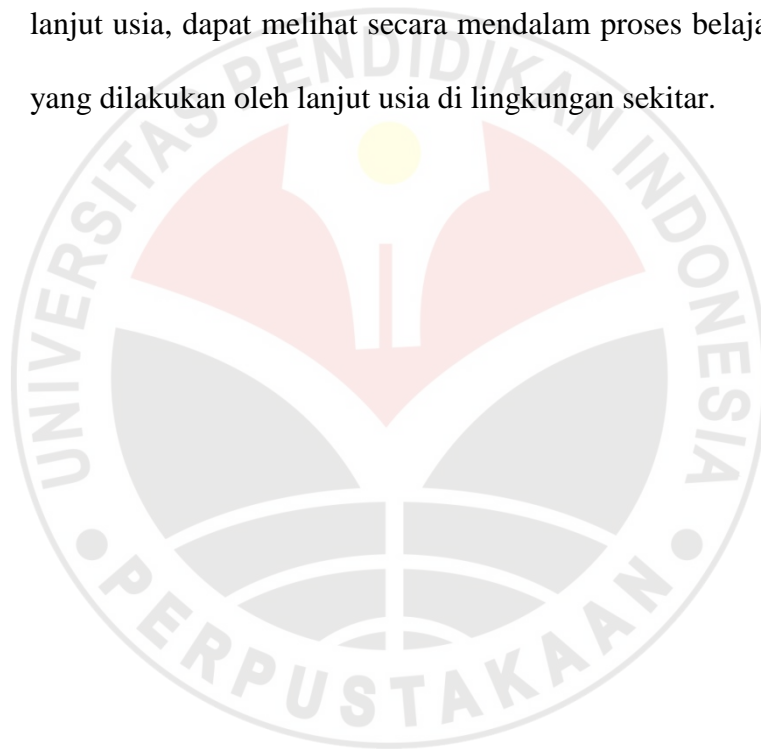 lanjut usia, dapat melihat secara mendalam proses belaja
yang dilakukan oleh lanjut usia di lingkungan sekitar.
UNIVERSITAS PENDIDIKAN INDONESIA
PERPUSTAKAAN